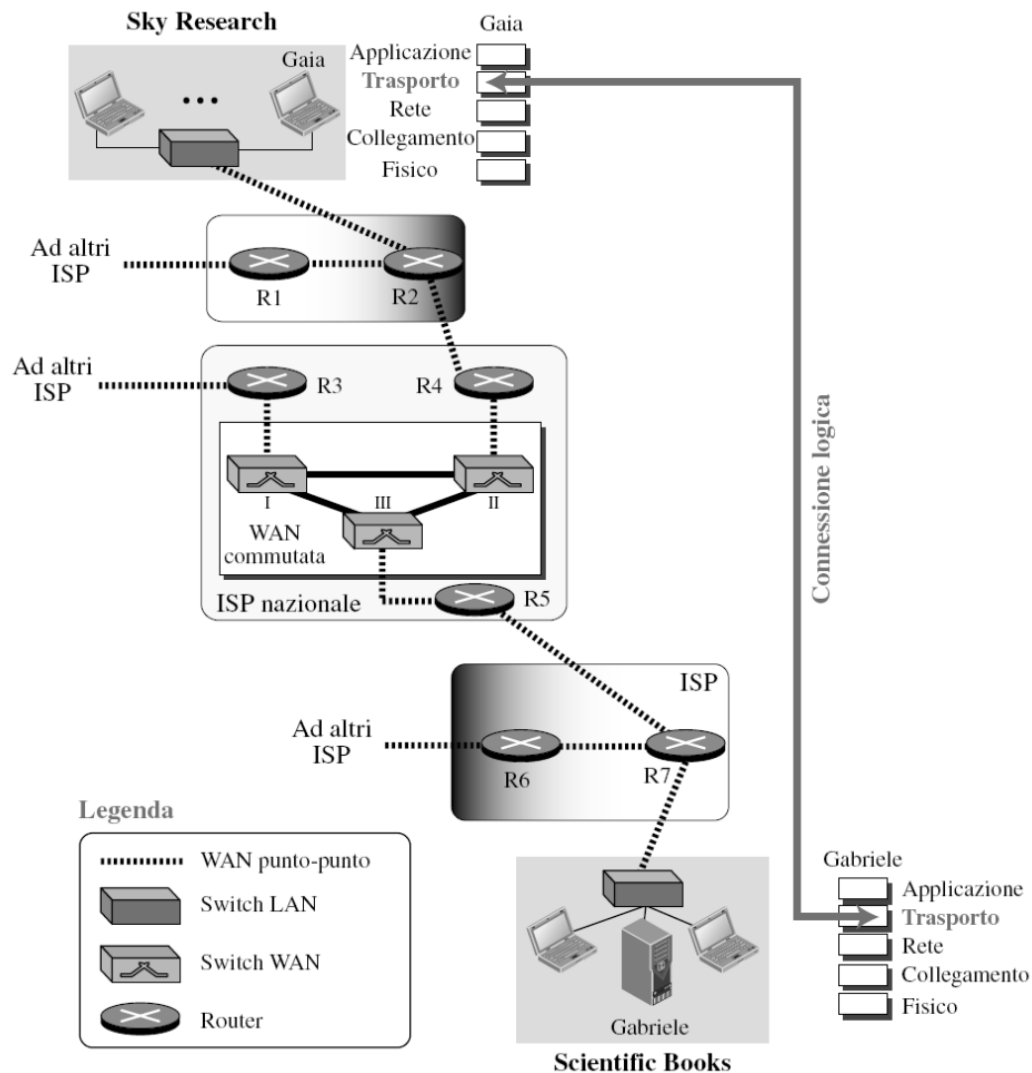 Sky Research
Gaia
Gaia
Applicazione
Trasporto
Rete
Collegamento
Fisico
Ad altri
ISP
R1
R2
Ad altri
ISP
R3
R4
I
III
II
WAN
commutata
ISP nazionale
R5
Connessione logica
ISP
Ad altri
ISP
R6
R7
Legenda
WAN punto-punto
Switch LAN
Switch WAN
Router
Gabriele
Scientific Books
Gabriele
Applicazione
Trasporto
Rete
Collegamento
Fisico